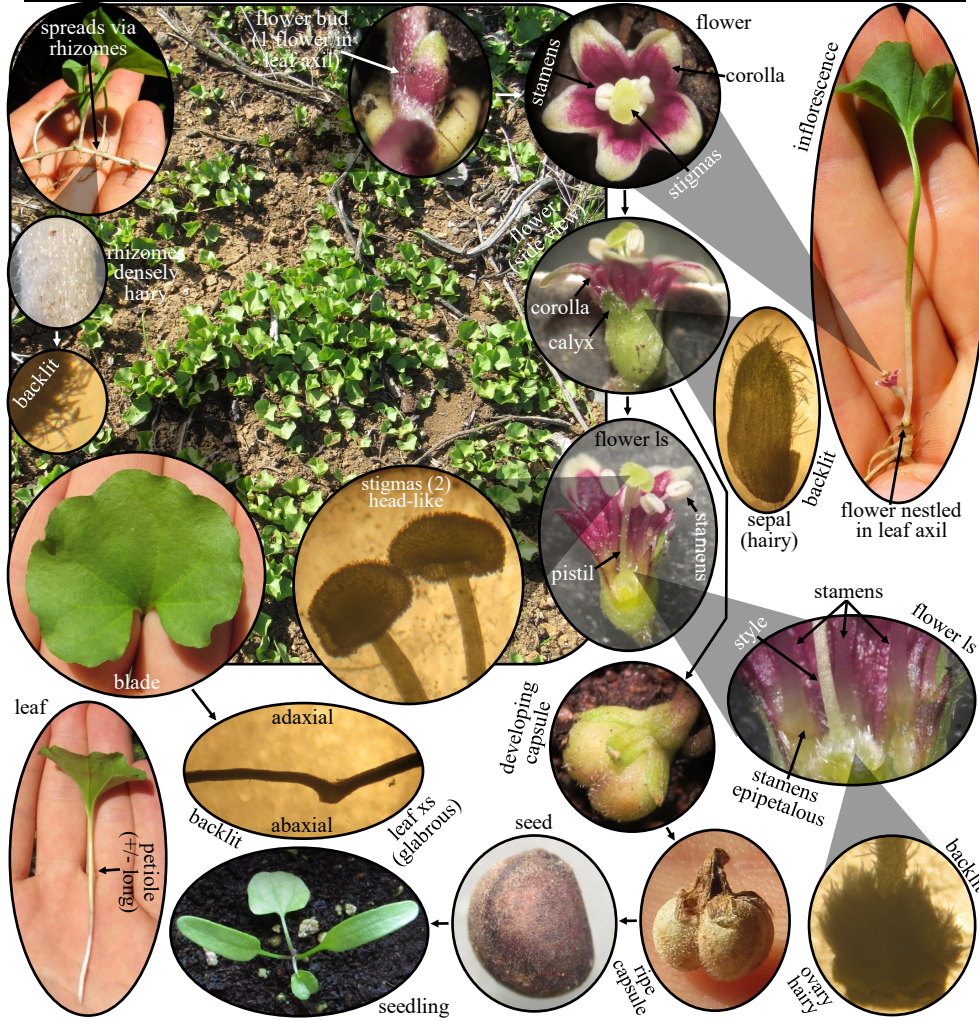 spreads via
rhizomes
flower bud
(1 flower in
leaf axil)
flower
stamens
corolla
stigmas
inflorescence
rhizomes
densely
hairy
backlit
flower
(side view)
corolla
calyx
sepal
(hairy)
backlit
flower nestled
in leaf axil
flower ls
stamens
pistil
stigmas (2)
head-like
blade
stamens
flower ls
style
stamens
epipetalous
leaf
petiole
(+/- long)
adaxial
abaxial
backlit
leaf xs
(glabrous)
developing
capsule
seed
ripe
capsule
seedling
backlit
ovary
hairy